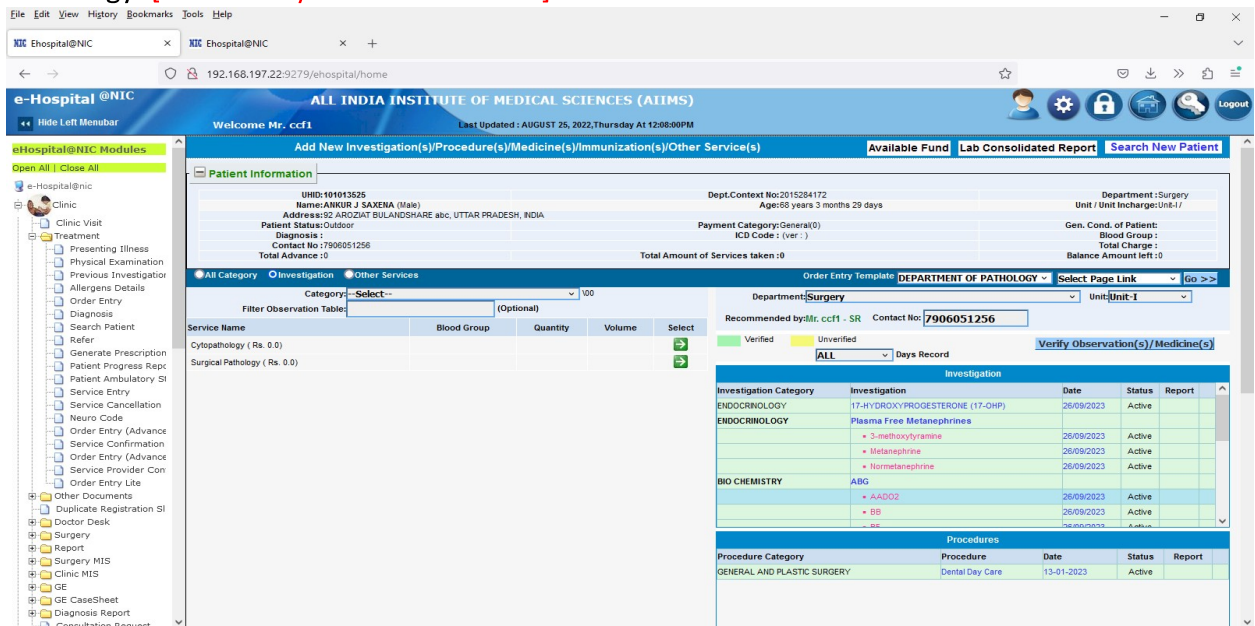 File Edit View History Bookmarks Tools Help
NIC Ehospital@NIC × NIC Ehospital@NIC × +
192.168.197.22:9279/ehospital/home
e-Hospital @NIC
Hide Left Menubar
ALL INDIA INSTITUTE OF MEDICAL SCIENCES (AIIMS)
Welcome Mr. ccf1
Last Updated : AUGUST 25, 2022,Thursday At 12:08:00PM
Logout
eHospital@NIC Modules
Open All | Close All
e-Hospital@nic
Clinic
Clinic Visit
Treatment
Presenting Illness
Physical Examination
Previous Investigation
Allergens Details
Order Entry
Diagnosis
Search Patient
Refer
Generate Prescription
Patient Progress Repo
Patient Ambulatory St
Service Entry
Service Cancellation
Neuro Code
Order Entry (Advance
Service Confirmation
Order Entry (Advance
Service Provider Con
Order Entry Lite
Other Documents
Duplicate Registration Sl
Doctor Desk
Surgery
Report
Surgery MIS
Clinic MIS
GE
GE CaseSheet
Diagnosis Report
Consultation Request
Add New Investigation(s)/Procedure(s)/Medicine(s)/Immunization(s)/Other Service(s)
Available Fund Lab Consolidated Report Search New Patient
Patient Information
UHID:101013525 Dept.Context No:2015284172 Department :Surgery
Name:ANKUR J SAXENA (Male) Age:68 years 3 months 29 days Unit / Unit Incharge:Unit-I /
Address:92 AROZIAT BULANDSHARE abc, UTTAR PRADESH, INDIA
Patient Status:Outdoor Payment Category:General(0) Gen. Cond. of Patient:
Diagnosis : ICD Code : (ver : ) Blood Group :
Contact No :7906051256 Total Charge :
Total Advance :0 Total Amount of Services taken :0 Balance Amount left :0
All Category Investigation Other Services
Order Entry Template DEPARTMENT OF PATHOLOGY Select Page Link Go >>
Category:--Select-- \00
Filter Observation Table: (Optional)
Service Name Blood Group Quantity Volume Select
Cytopathology ( Rs. 0.0)
Surgical Pathology ( Rs. 0.0)
Department:Surgery Unit:Unit-I
Recommended by:Mr. ccf1 - SR Contact No: 7906051256
Verified Unverified
Verify Observation(s)/Medicine(s)
ALL Days Record
Investigation
Investigation Category Investigation Date Status Report
ENDOCRINOLOGY 17-HYDROXYPROGESTERONE (17-OHP) 26/09/2023 Active
ENDOCRINOLOGY Plasma Free Metanephrines
3-methoxytyramine 26/09/2023 Active
Metanephrine 26/09/2023 Active
Normetanephrine 26/09/2023 Active
BIO CHEMISTRY ABG
AADO2 26/09/2023 Active
BB 26/09/2023 Active
Procedures
Procedure Category Procedure Date Status Report
GENERAL AND PLASTIC SURGERY Dental Day Care 13-01-2023 Active